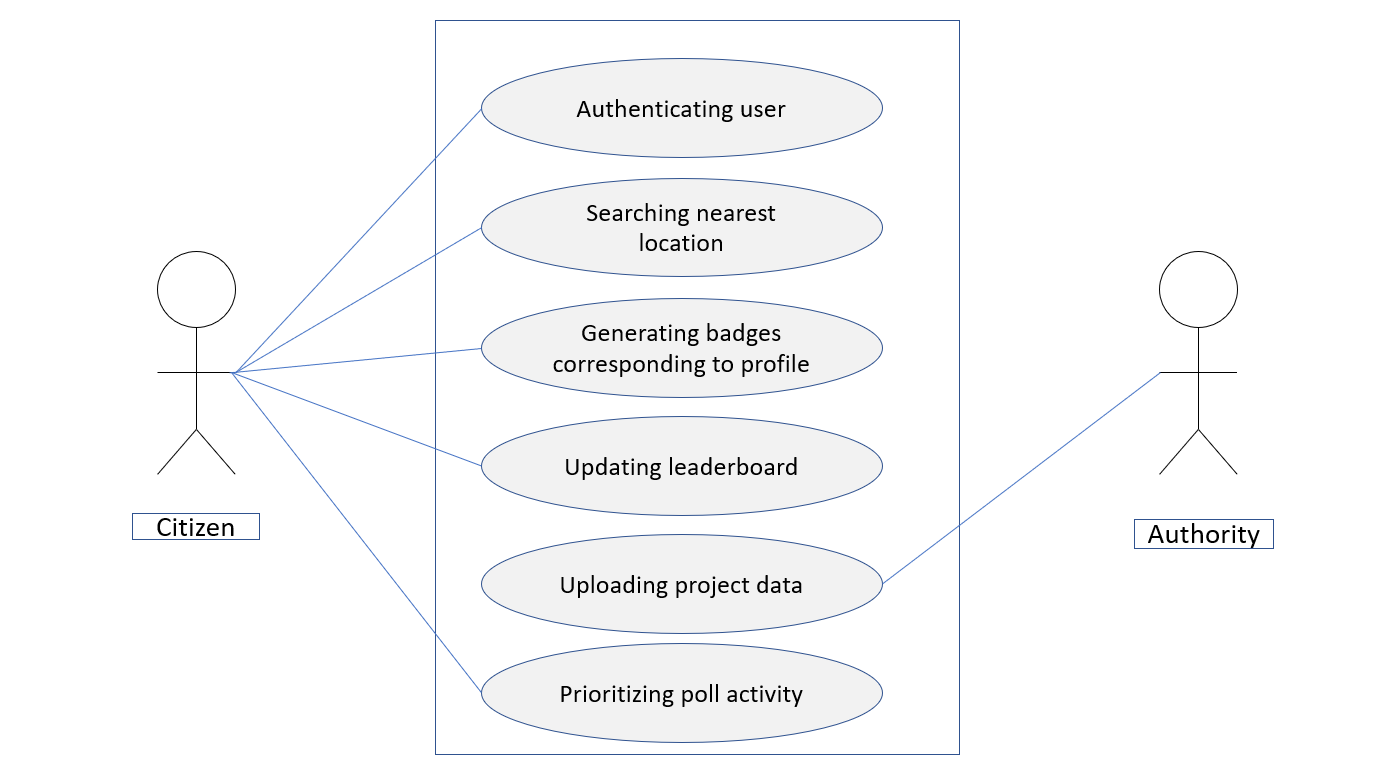 Authenticating user
Searching nearest
location
Generating badges
corresponding to profile
Updating leaderboard
Uploading project data
Prioritizing poll activity
Citizen
Authority